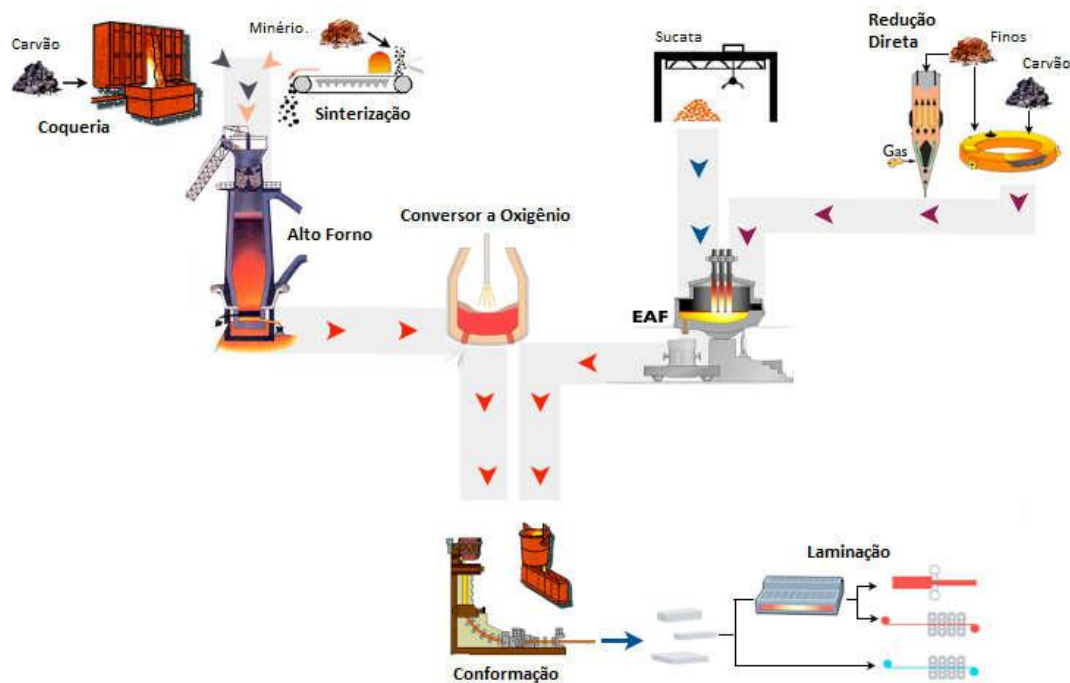 Carvão
Coqueria
Minério.
Sinterização
Sucata
Redução
Direta
Finos
Carvão
Gas
Alto Forno
Conversor a Oxigênio
EAF
Conformação
Laminação